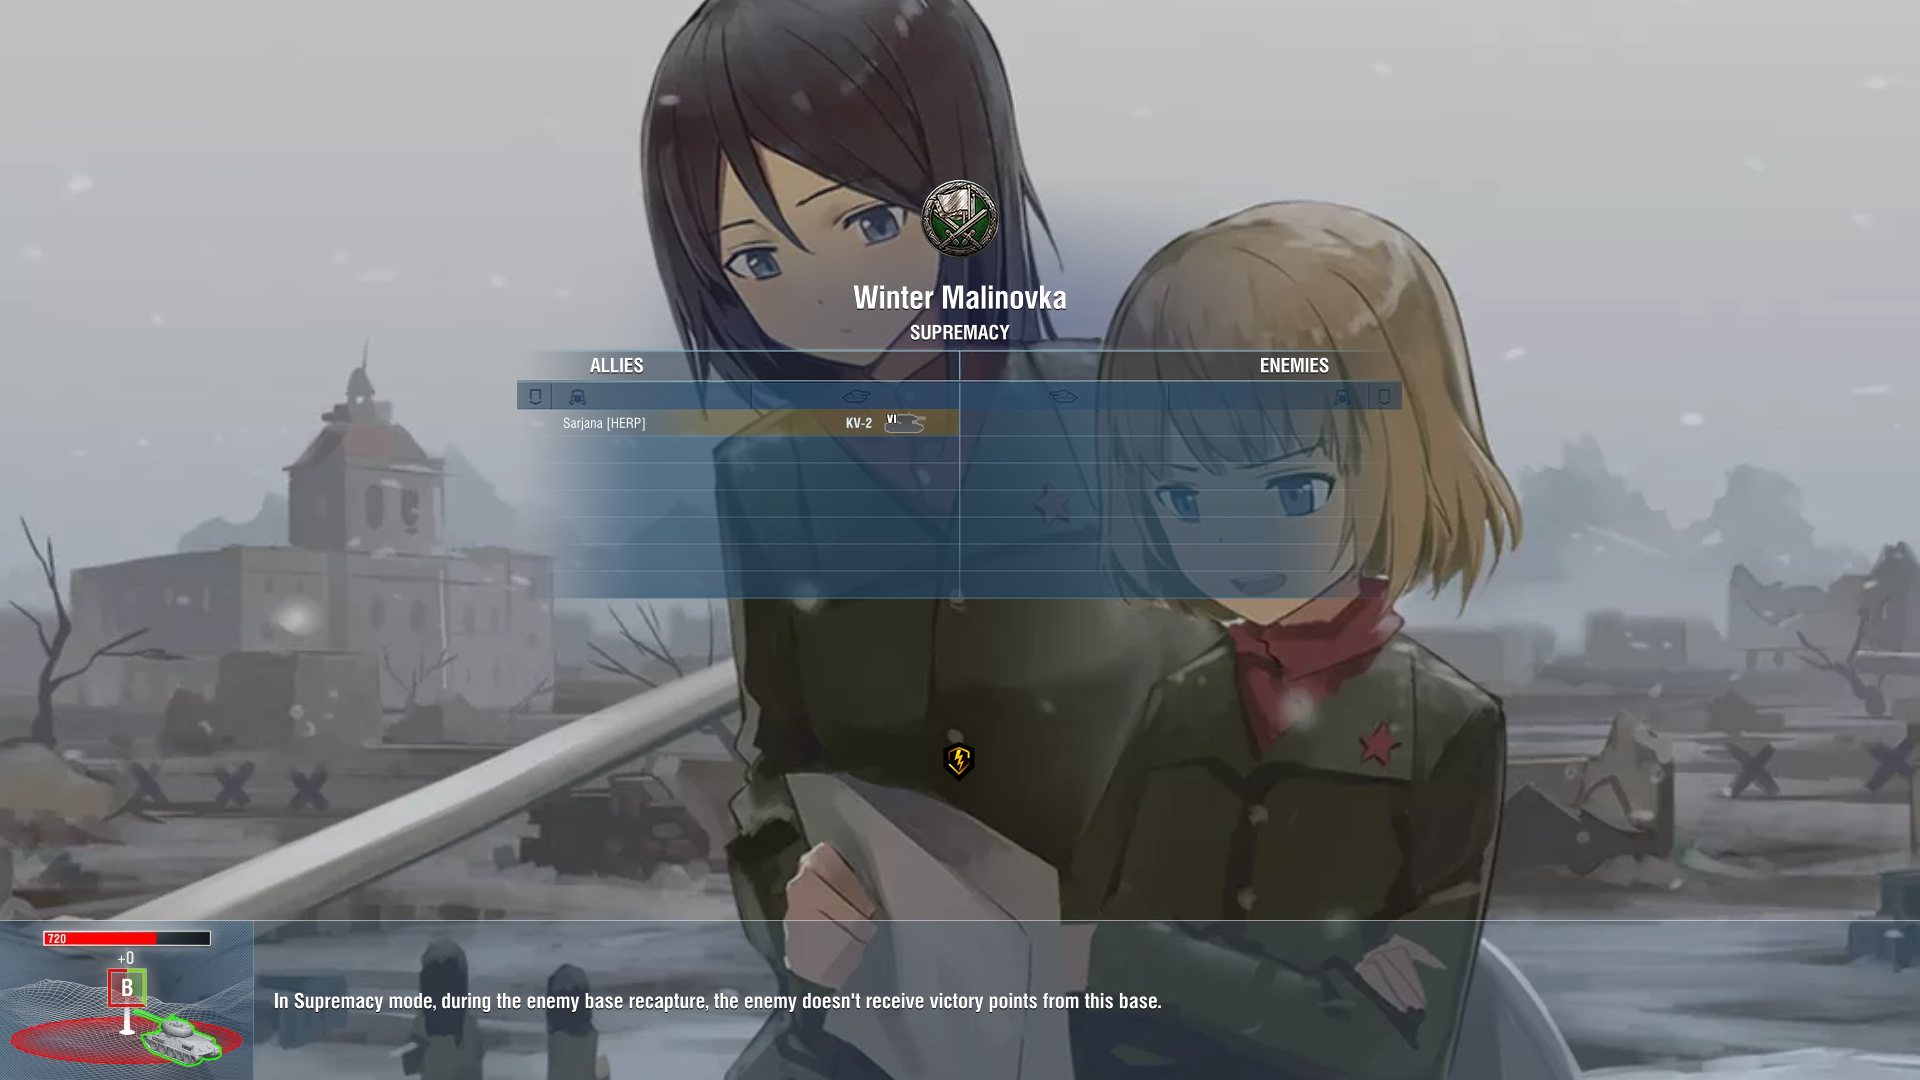 Winter Malinovka
SUPREMACY
ALLIES
ENEMIES
Sarjana [HERP]
KV-2
VI
720
+0
B
In Supremacy mode, during the enemy base recapture, the enemy doesn't receive victory points from this base.